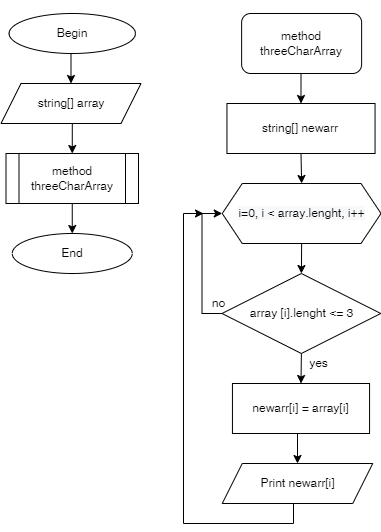 Begin
string[] array
method
threeCharArray
End
method
threeCharArray
string[] newarr
i=0, i < array.lenght, i++
array [i].lenght <= 3
no
yes
newarr[i] = array[i]
Print newarr[i]